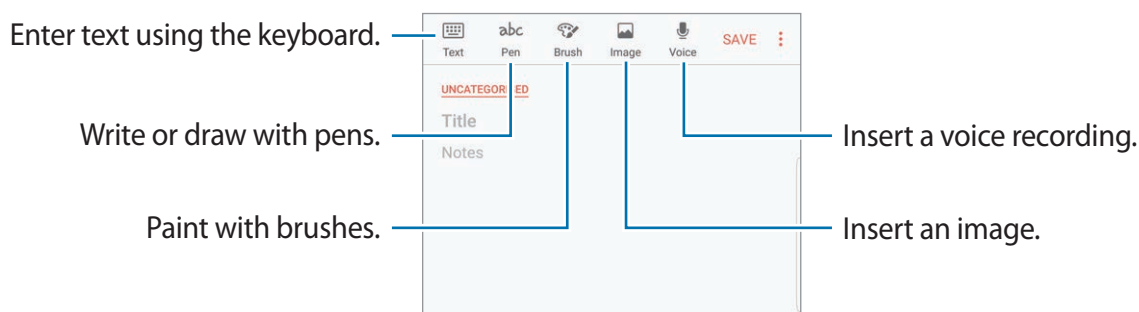 Enter text using the keyboard.
abc
SAVE
Text Pen Brush Image Voice
UNCATEGORISED
Title
Write or draw with pens.
Insert a voice recording.
Notes
Paint with brushes.
Insert an image.